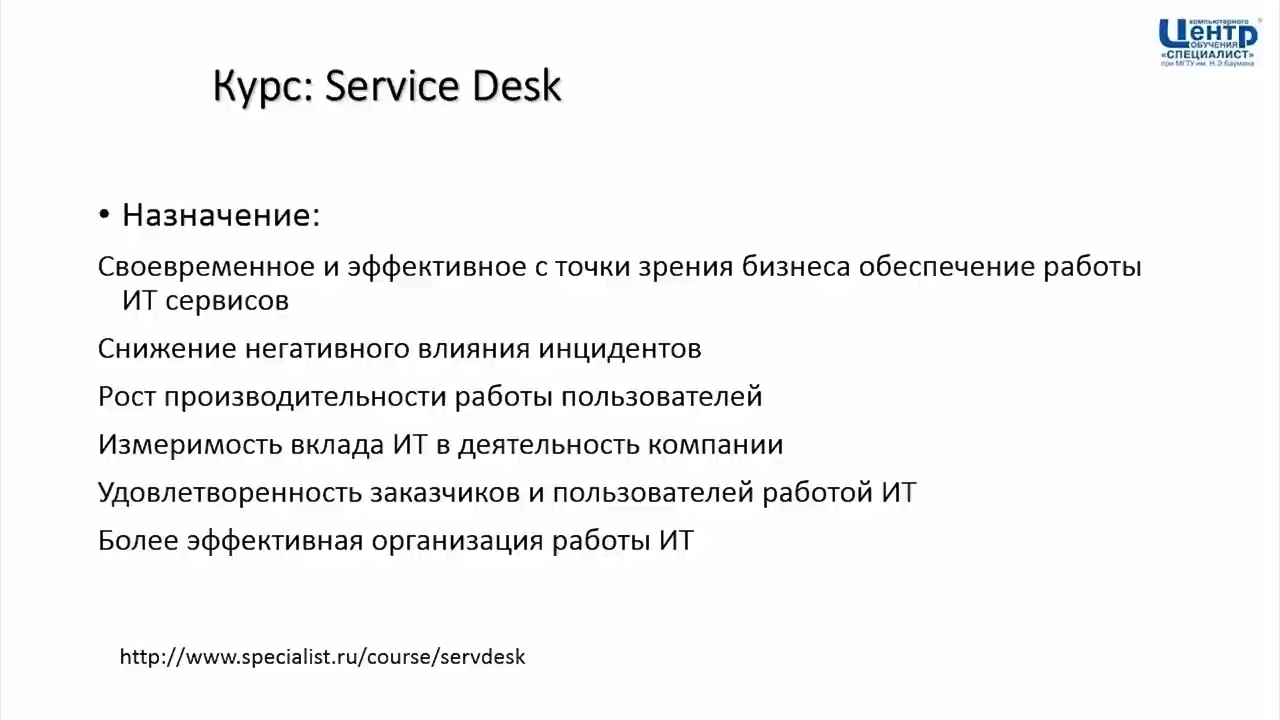 компьютерного
Центр
ОБУЧЕНИЯ
«СПЕЦИАЛИСТ»
при МГТУ им. Н.Э.Баумана
Курс: Service Desk
• Назначение:
Своевременное и эффективное с точки зрения бизнеса обеспечение работы
ИТ сервисов
Снижение негативного влияния инцидентов
Рост производительности работы пользователей
Измеримость вклада ИТ в деятельность компании
Удовлетворенность заказчиков и пользователей работой ИТ
Более эффективная организация работы ИТ
http://www.specialist.ru/course/servdesk